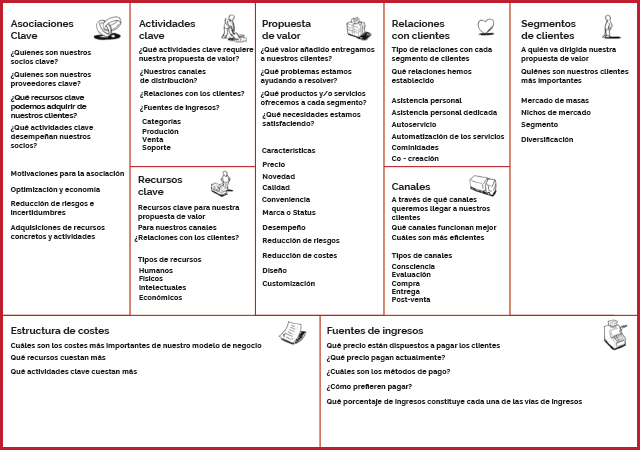 Asociaciones
Clave
¿Quienes son nuestros
socios clave?
¿Quienes son nuestros
proveedores clave?
¿Qué recursos clave
podemos adquirir de
nuestros clientes?
¿Qué actividades clave
desempeñan nuestros
socios?
Motivaciones para la asociación
Optimización y economía
Reducción de riesgos e
incertidumbres
Adquisiciones de recursos
concretos y actividades
Actividades
clave
¿Qué actividades clave requiere
nuestra propuesta de valor?
¿Nuestros canales
de distribución?
¿Relaciones con los clientes?
¿Fuentes de ingresos?
Categorias
Produción
Venta
Soporte
Recursos
clave
Recursos clave para nuestra
propuesta de valor
Para nuestros canales
¿Relaciones con los clientes?
Tipos de recursos
Humanos
Físicos
Intelectuales
Económicos
Propuesta
de valor
¿Qué valor añadido entregamos
a nuestros clientes?
¿Qué problemas estamos
ayudando a resolver?
¿Qué productos y/o servicios
ofrecemos a cada segmento?
¿Qué necesidades estamos
satisfaciendo?
Características
Precio
Novedad
Calidad
Conveniencia
Marca o Status
Desempeño
Reducción de riesgos
Reducción de costes
Diseño
Customización
Relaciones
con clientes
Tipo de relaciones con cada
segmento de clientes
Qué relaciones hemos
establecido
Asistencia personal
Asistencia personal dedicada
Autoservicio
Automatización de los servicios
Cominidades
Co - creación
Canales
A través de qué canales
queremos llegar a nuestros
clientes
Qué canales funcionan mejor
Cuáles son más eficientes
Tipos de canales
Consciencia
Evaluación
Compra
Entrega
Post-venta
Segmentos
de clientes
A quién va dirigida nuestra
propuesta de valor
Quiénes son nuestros clientes
más importantes
Mercado de masas
Nichos de mercado
Segmento
Diversificación
Estructura de costes
Cuáles son los costes más importantes de nuestro modelo de negocio
Qué recursos cuestan más
Qué actividades clave cuestan más
Fuentes de ingresos
Qué precio están dispuestos a pagar los clientes
¿Qué precio pagan actualmente?
¿Cuáles son los métodos de pago?
¿Cómo prefieren pagar?
Qué porcentaje de ingresos constituye cada una de las vías de ingresos